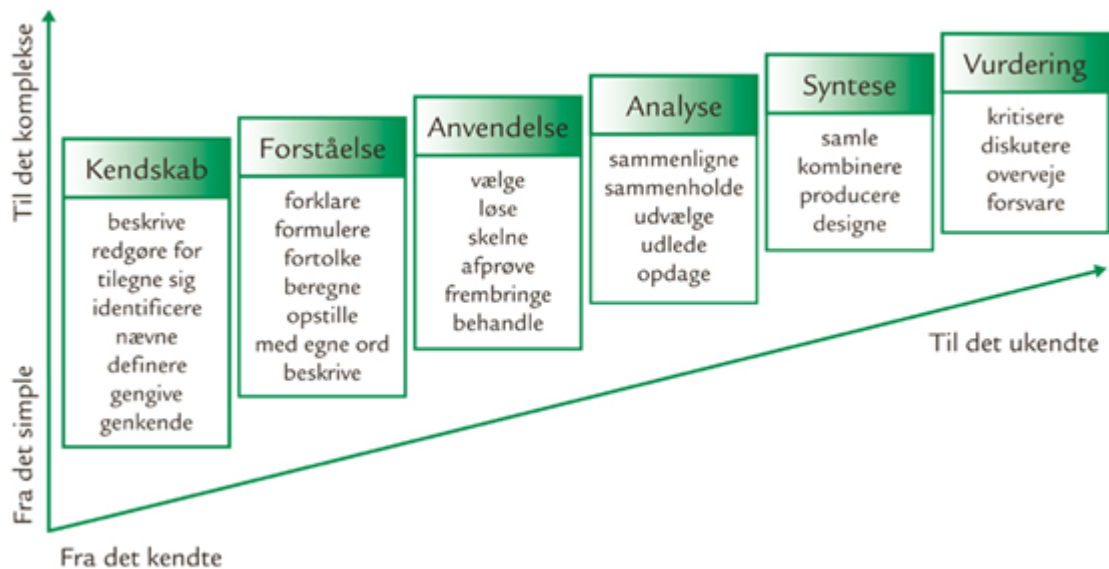 Til det komplekse
Fra det simple
Kendskab
beskrive
redgøre for
tilegne sig
identificere
nævne
definere
gengive
genkende
Forståelse
forklare
formulere
fortolke
beregne
opstille
med egne ord
beskrive
Anvendelse
vælge
løse
skelne
afprøve
frembringe
behandle
Analyse
sammenligne
sammenholde
udvælge
udlede
opdage
Syntese
samle
kombinere
producere
designe
Vurdering
kritisere
diskutere
overveje
forsvare
Til det ukendte
Fra det kendte